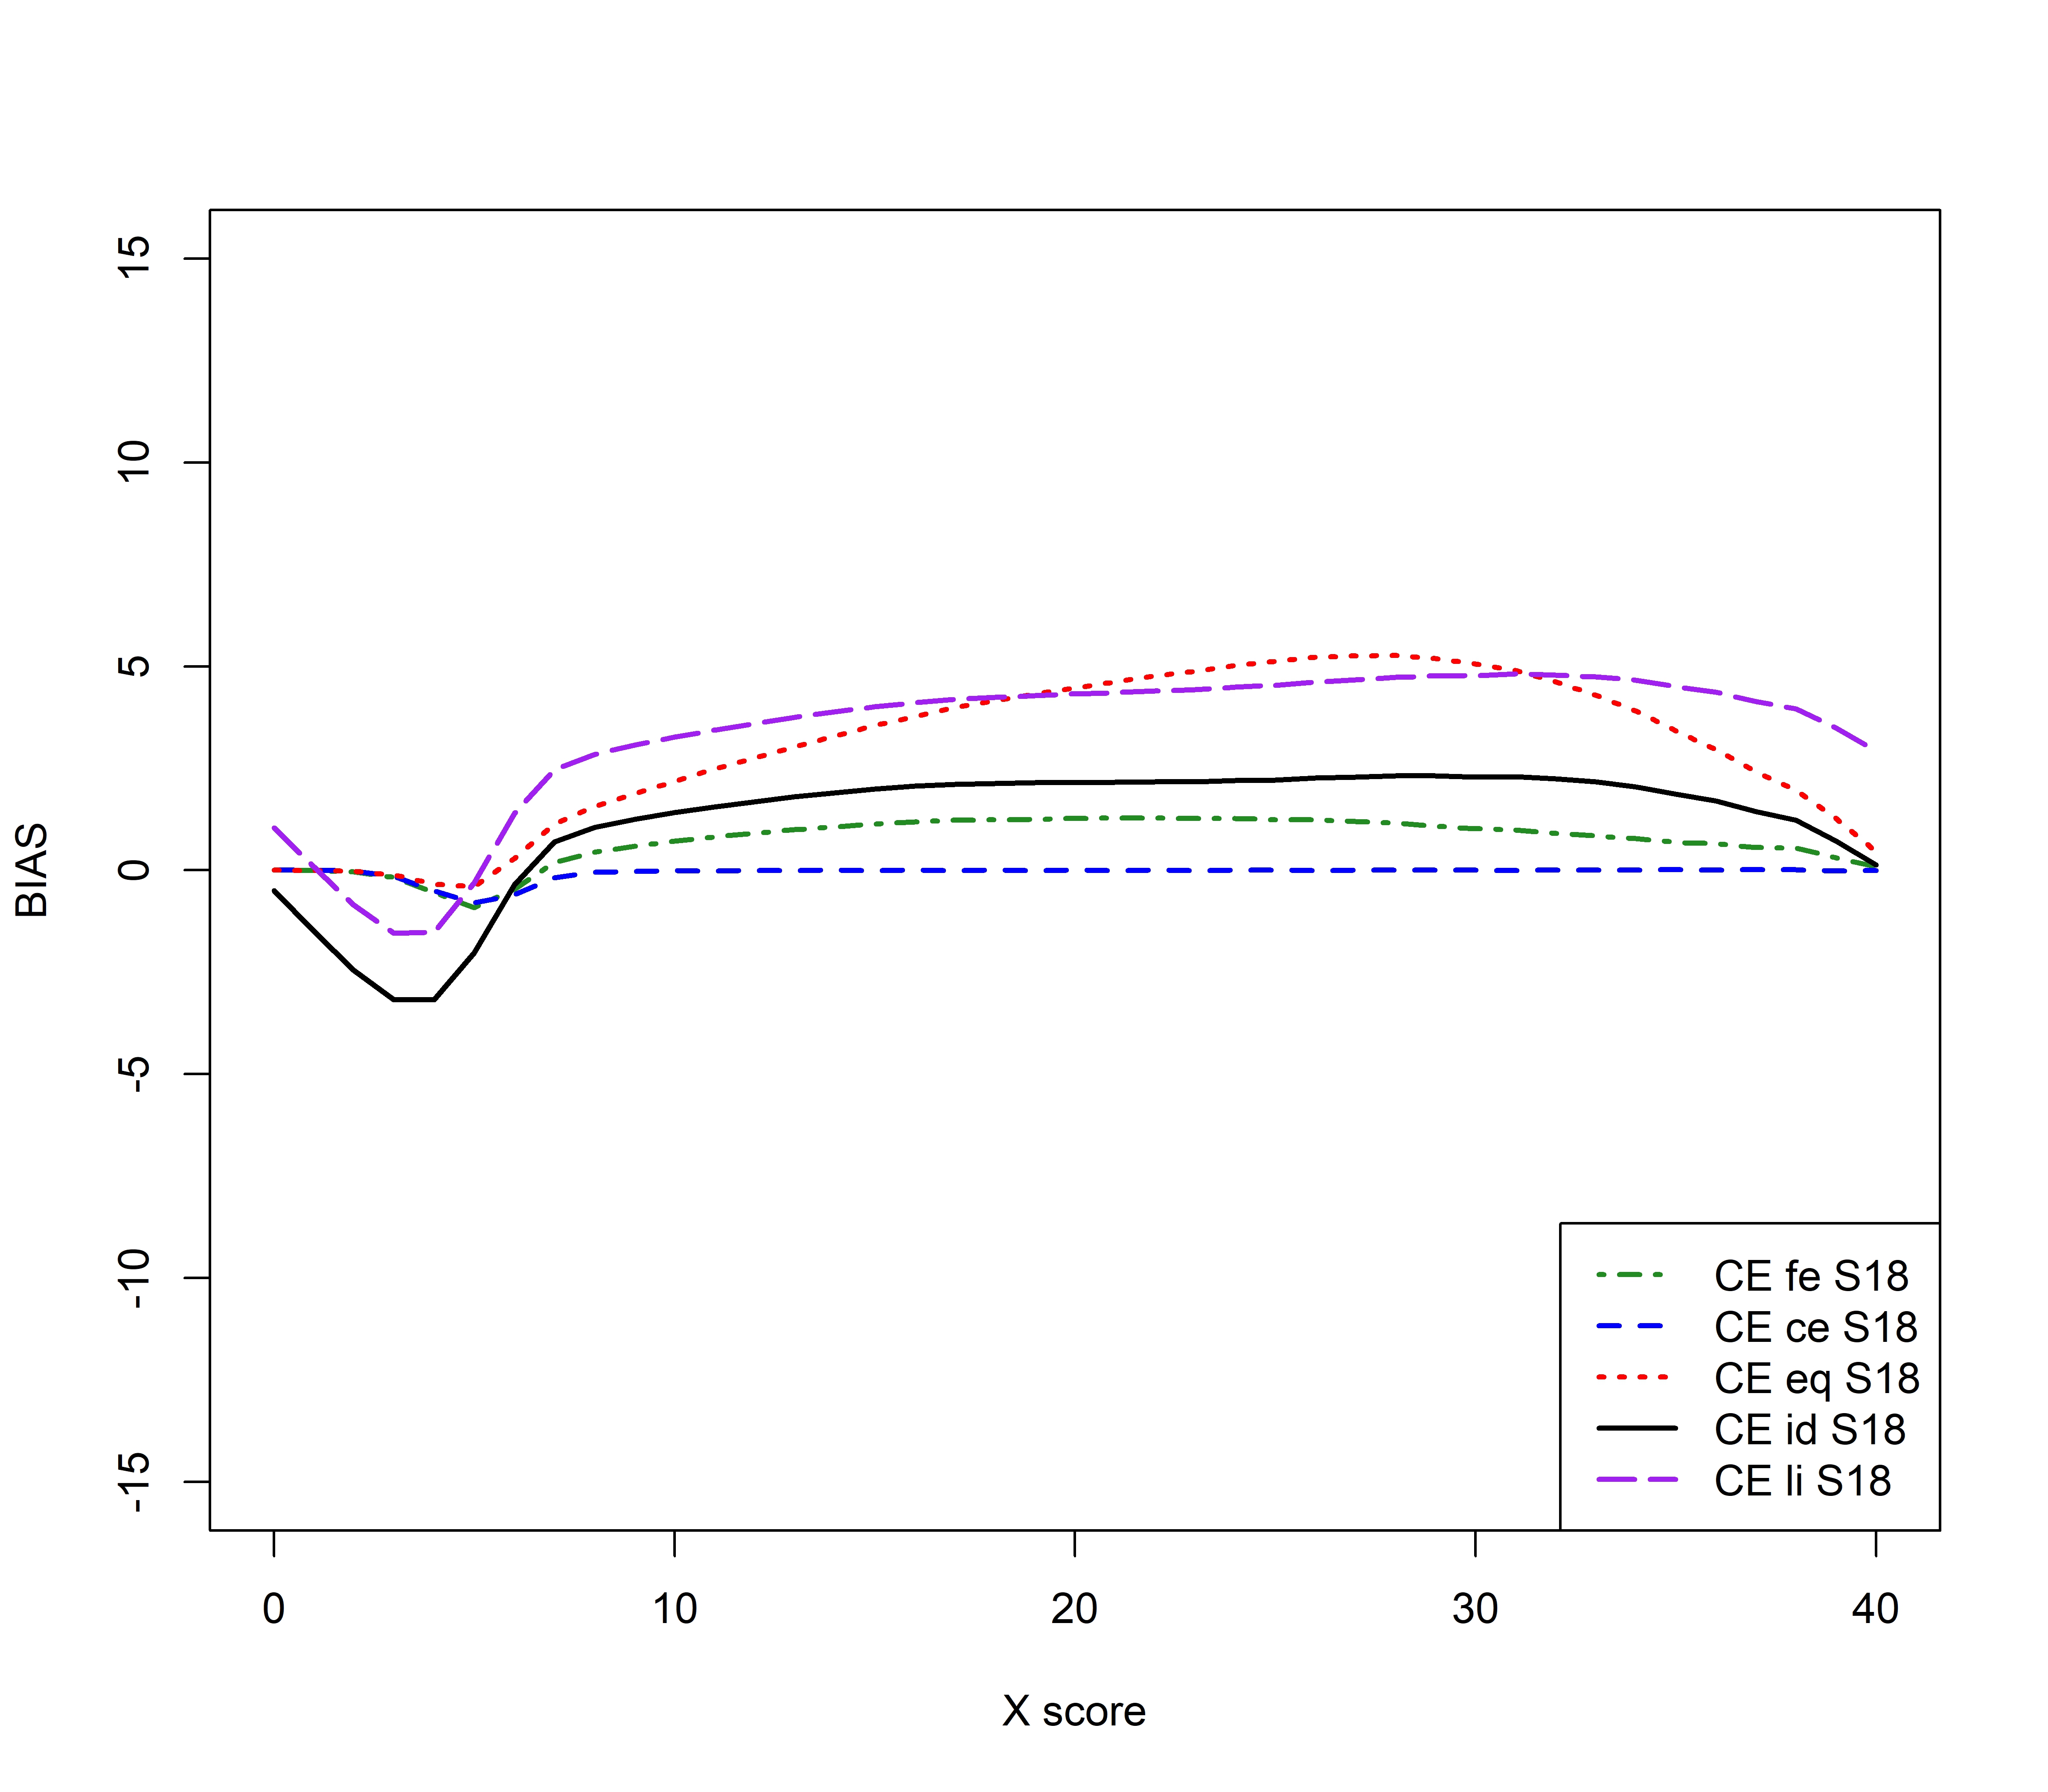 15
10
5
0
-5
-10
-15
BIAS
CE fe S18
CE ce S18
CE eq S18
CE id S18
CE li S18
0 10 20 30 40
X score